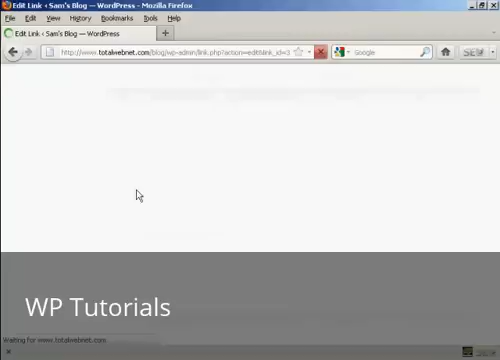 Edit Link ‹ Sam's Blog — WordPress - Mozilla Firefox
File Edit View History Bookmarks Tools Help
Edit Link ‹ Sam's Blog — WordPress
http://www.totalwebnet.com/blog/wp-admin/link.php?action=edit&link_id=3
Google
WP Tutorials
Waiting for www.totalwebnet.com